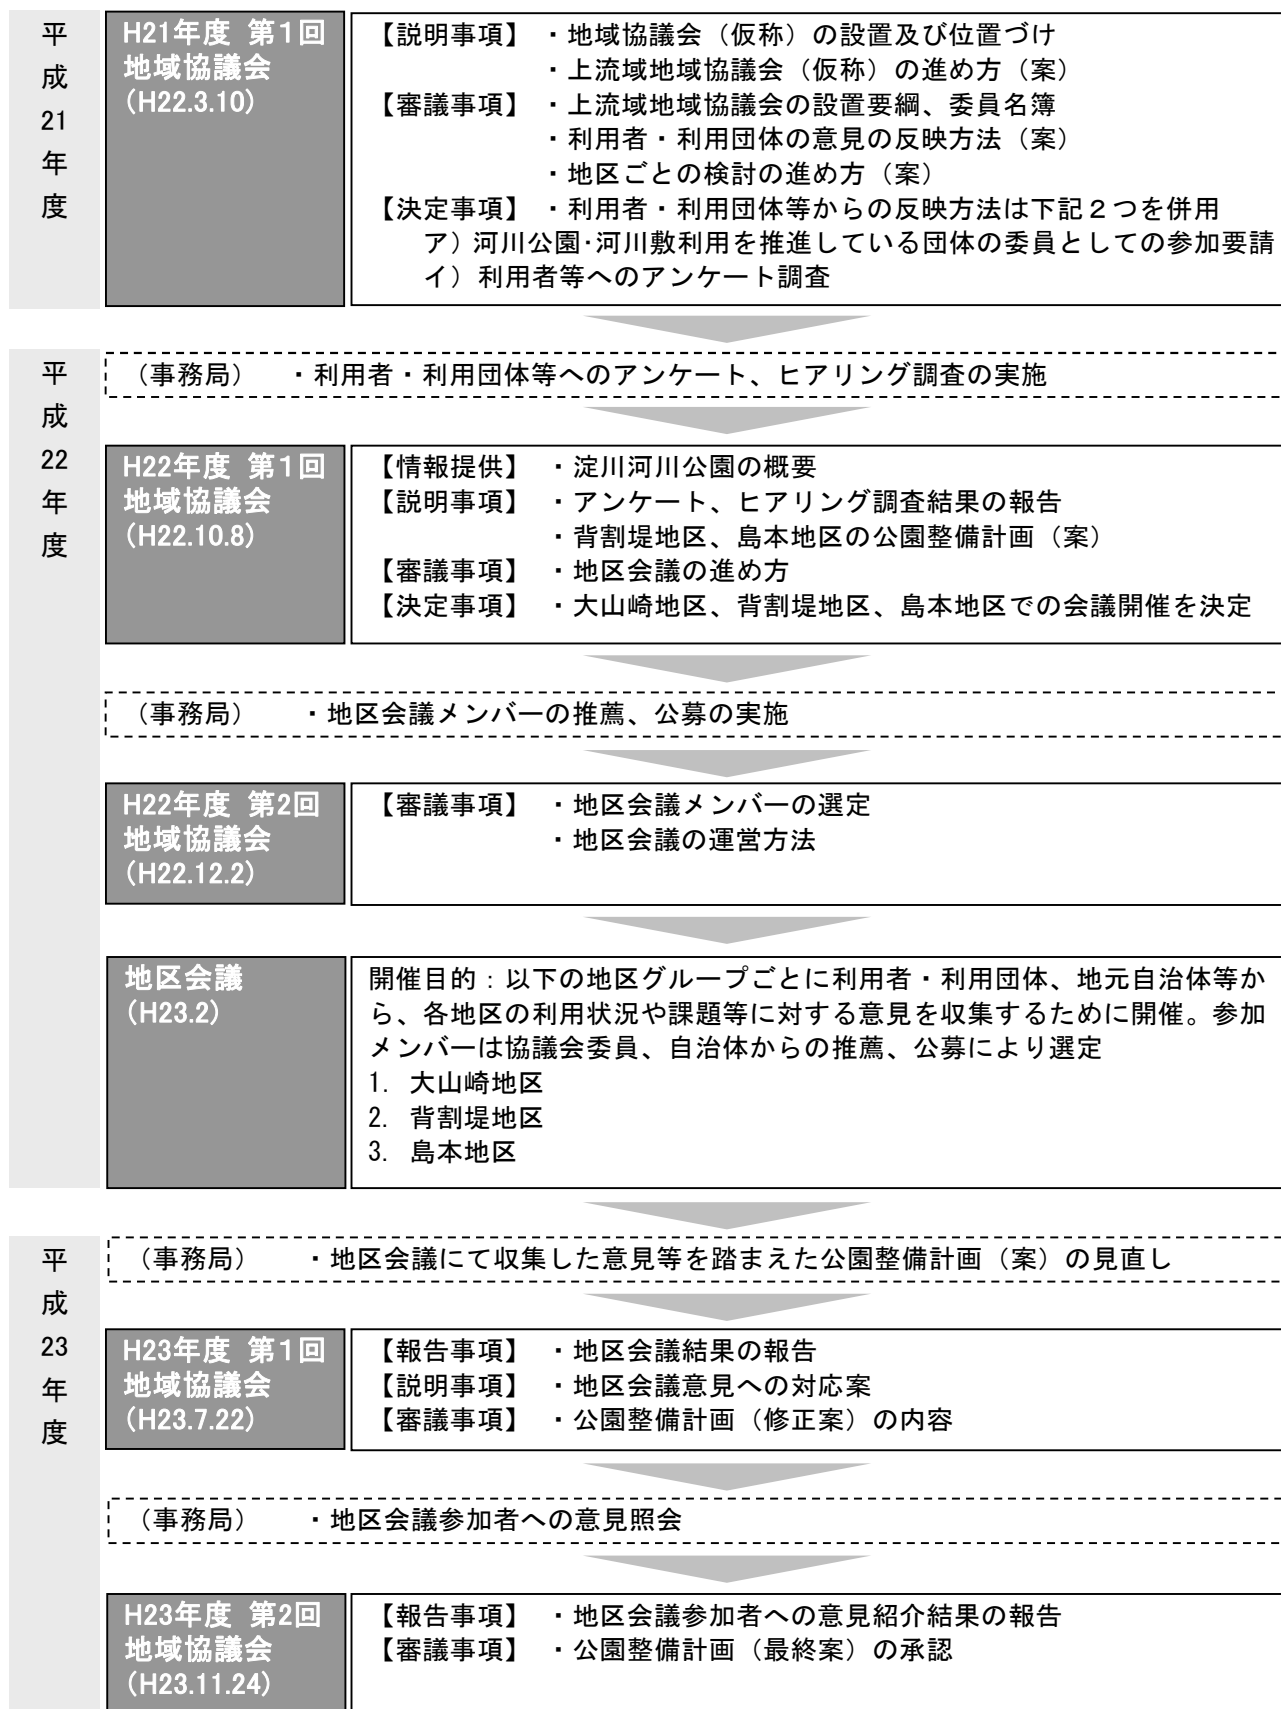 平
成
21
年
度
H21年度 第１回
地域協議会
（H22.3.10）
【説明事項】 ・地域協議会（仮称）の設置及び位置づけ
・上流域地域協議会（仮称）の進め方（案）
【審議事項】 ・上流域地域協議会の設置要綱、委員名簿
・利用者・利用団体の意見の反映方法（案）
・地区ごとの検討の進め方（案）
【決定事項】 ・利用者・利用団体等からの反映方法は下記２つを併用
ア）河川公園･河川敷利用を推進している団体の委員としての参加要請
イ）利用者等へのアンケート調査
平
成
22
年
度
（事務局） ・利用者・利用団体等へのアンケート、ヒアリング調査の実施
H22年度 第１回
地域協議会
（H22.10.8）
【情報提供】 ・淀川河川公園の概要
【説明事項】 ・アンケート、ヒアリング調査結果の報告
・背割堤地区、島本地区の公園整備計画（案）
【審議事項】 ・地区会議の進め方
【決定事項】 ・大山崎地区、背割堤地区、島本地区での会議開催を決定
（事務局） ・地区会議メンバーの推薦、公募の実施
H22年度 第2回
地域協議会
（H22.12.2）
【審議事項】 ・地区会議メンバーの選定
・地区会議の運営方法
地区会議
（H23.2）
開催目的：以下の地区グループごとに利用者・利用団体、地元自治体等か
ら、各地区の利用状況や課題等に対する意見を収集するために開催。参加
メンバーは協議会委員、自治体からの推薦、公募により選定
1. 大山崎地区
2. 背割堤地区
3. 島本地区
平
成
23
年
度
（事務局） ・地区会議にて収集した意見等を踏まえた公園整備計画（案）の見直し
H23年度 第１回
地域協議会
（H23.7.22）
【報告事項】 ・地区会議結果の報告
【説明事項】 ・地区会議意見への対応案
【審議事項】 ・公園整備計画（修正案）の内容
（事務局） ・地区会議参加者への意見照会
H23年度 第2回
地域協議会
（H23.11.24）
【報告事項】 ・地区会議参加者への意見紹介結果の報告
【審議事項】 ・公園整備計画（最終案）の承認